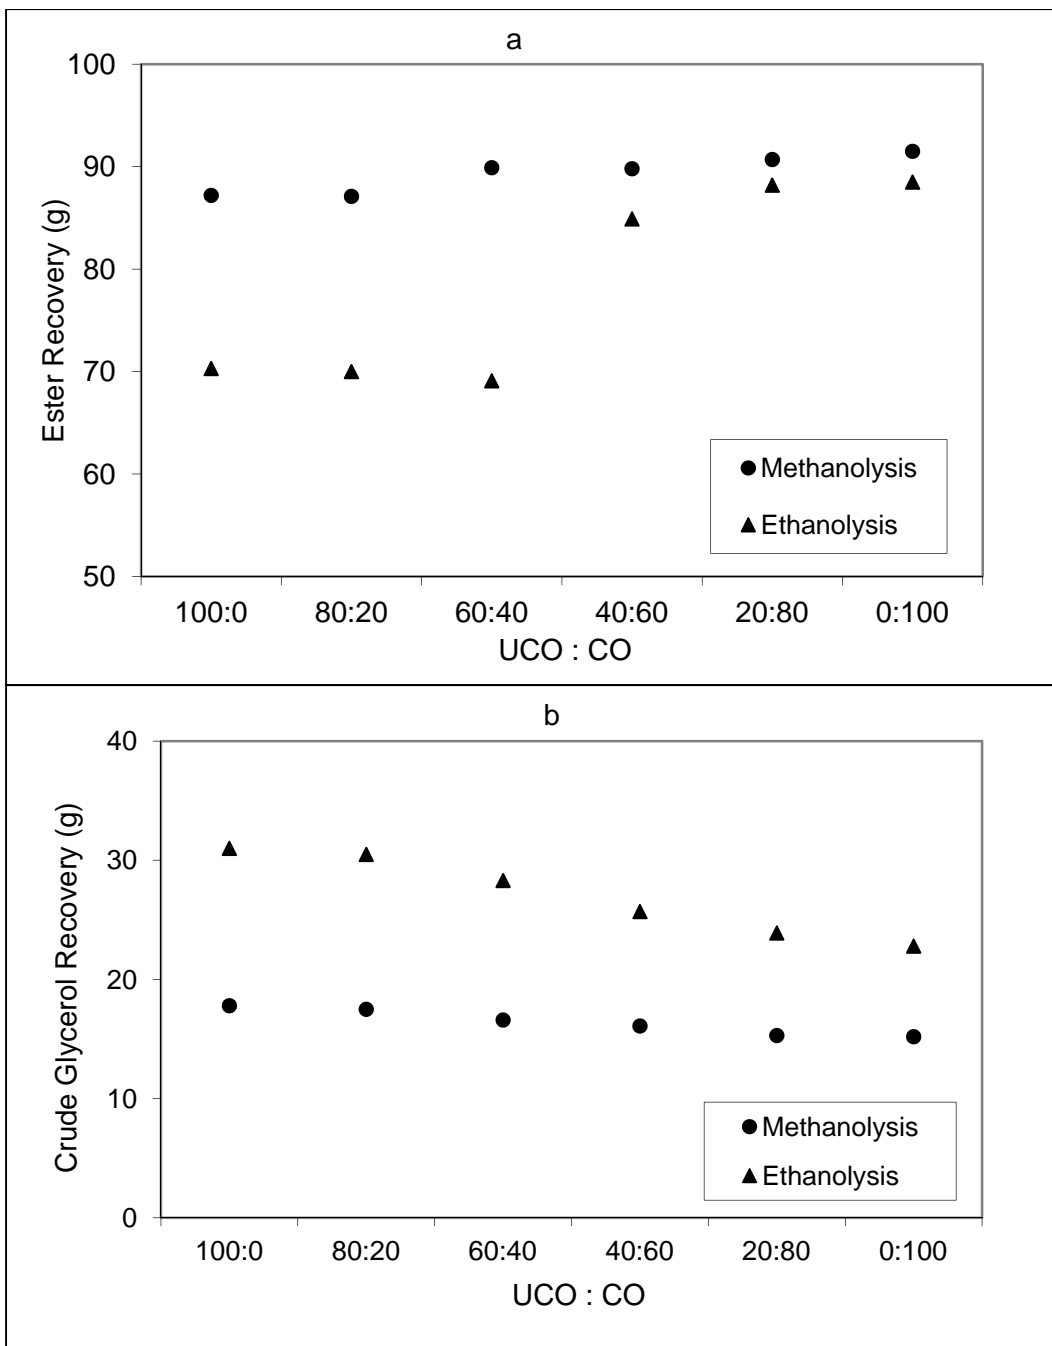 a
100
90
80
70
60
50
Ester Recovery (g)
Methanolysis
Ethanolysis
100:0 80:20 60:40 40:60 20:80 0:100
UCO : CO
b
40
30
20
10
0
Crude Glycerol Recovery (g)
Methanolysis
Ethanolysis
100:0 80:20 60:40 40:60 20:80 0:100
UCO : CO